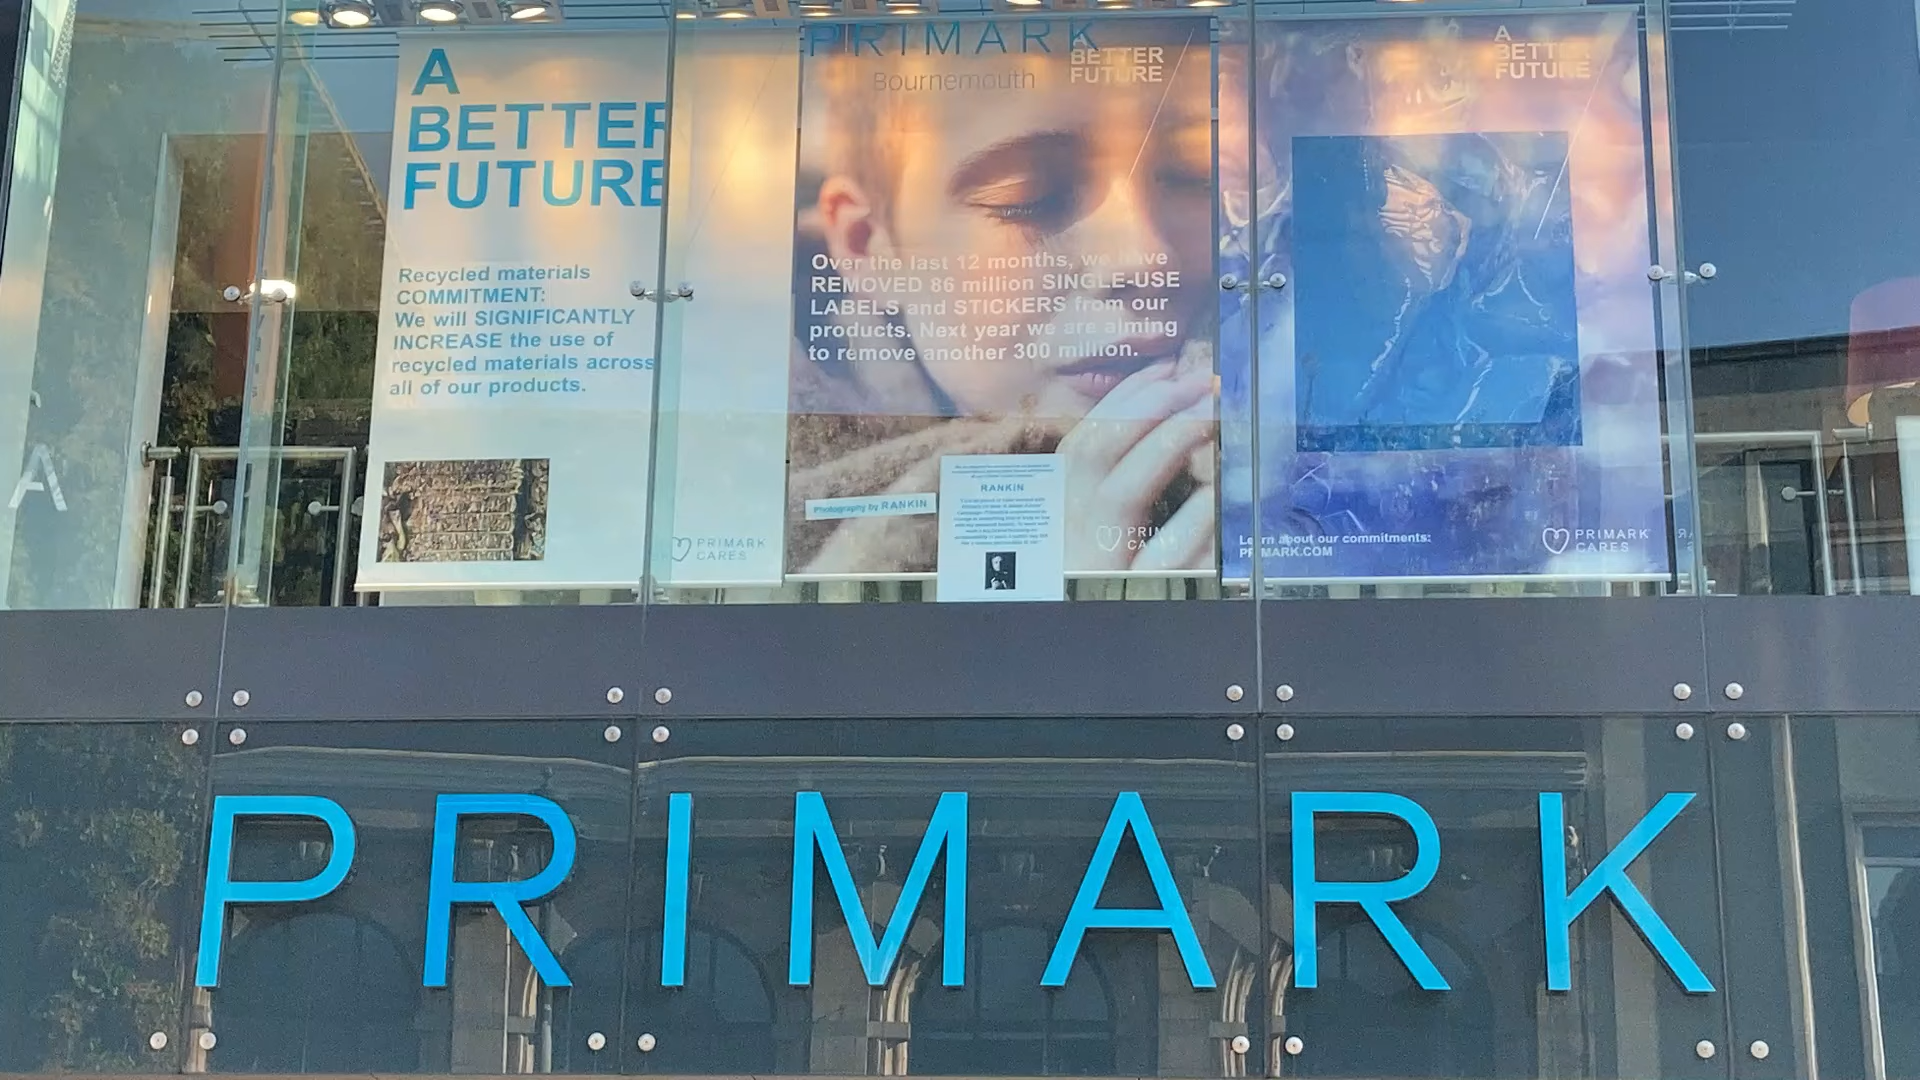 A
BETTER
FUTURE
Recycled materials
COMMITMENT:
We will SIGNIFICANTLY
INCREASE the use of
recycled materials across
all of our products.
PRIMARK
CARES
PRIMARK
Bournemouth
A
BETTER
FUTURE
Over the last 12 months, we have
REMOVED 86 million SINGLE-USE
LABELS and STICKERS from our
products. Next year we are aiming
to remove another 300 million.
Photography by RANKIN
RANKIN
PRIMARK
CARES
A
BETTER
FUTURE
Learn about our commitments:
PRIMARK.COM
PRIMARK
CARES
A
PRIMARK